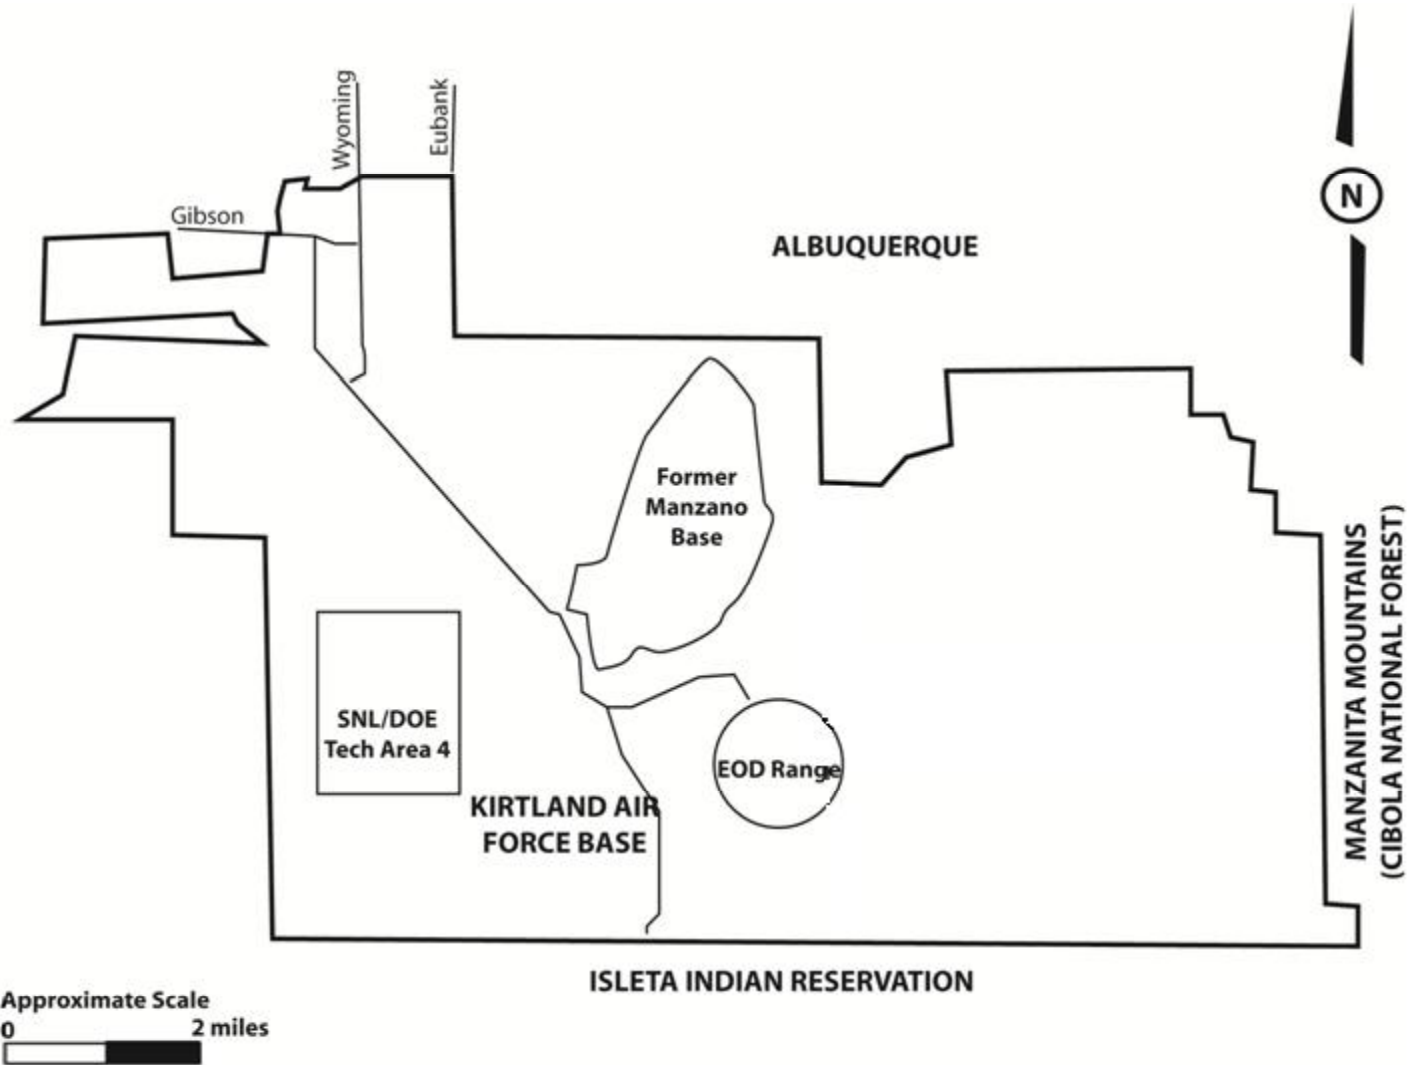 Wyoming
Eubank
Gibson
N
ALBUQUERQUE
Former
Manzano
Base
MANZANITA MOUNTAINS
(CIBOLA NATIONAL FOREST)
SNL/DOE
Tech Area 4
EOD Range
KIRTLAND AIR
FORCE BASE
ISLETA INDIAN RESERVATION
Approximate Scale
0 2 miles